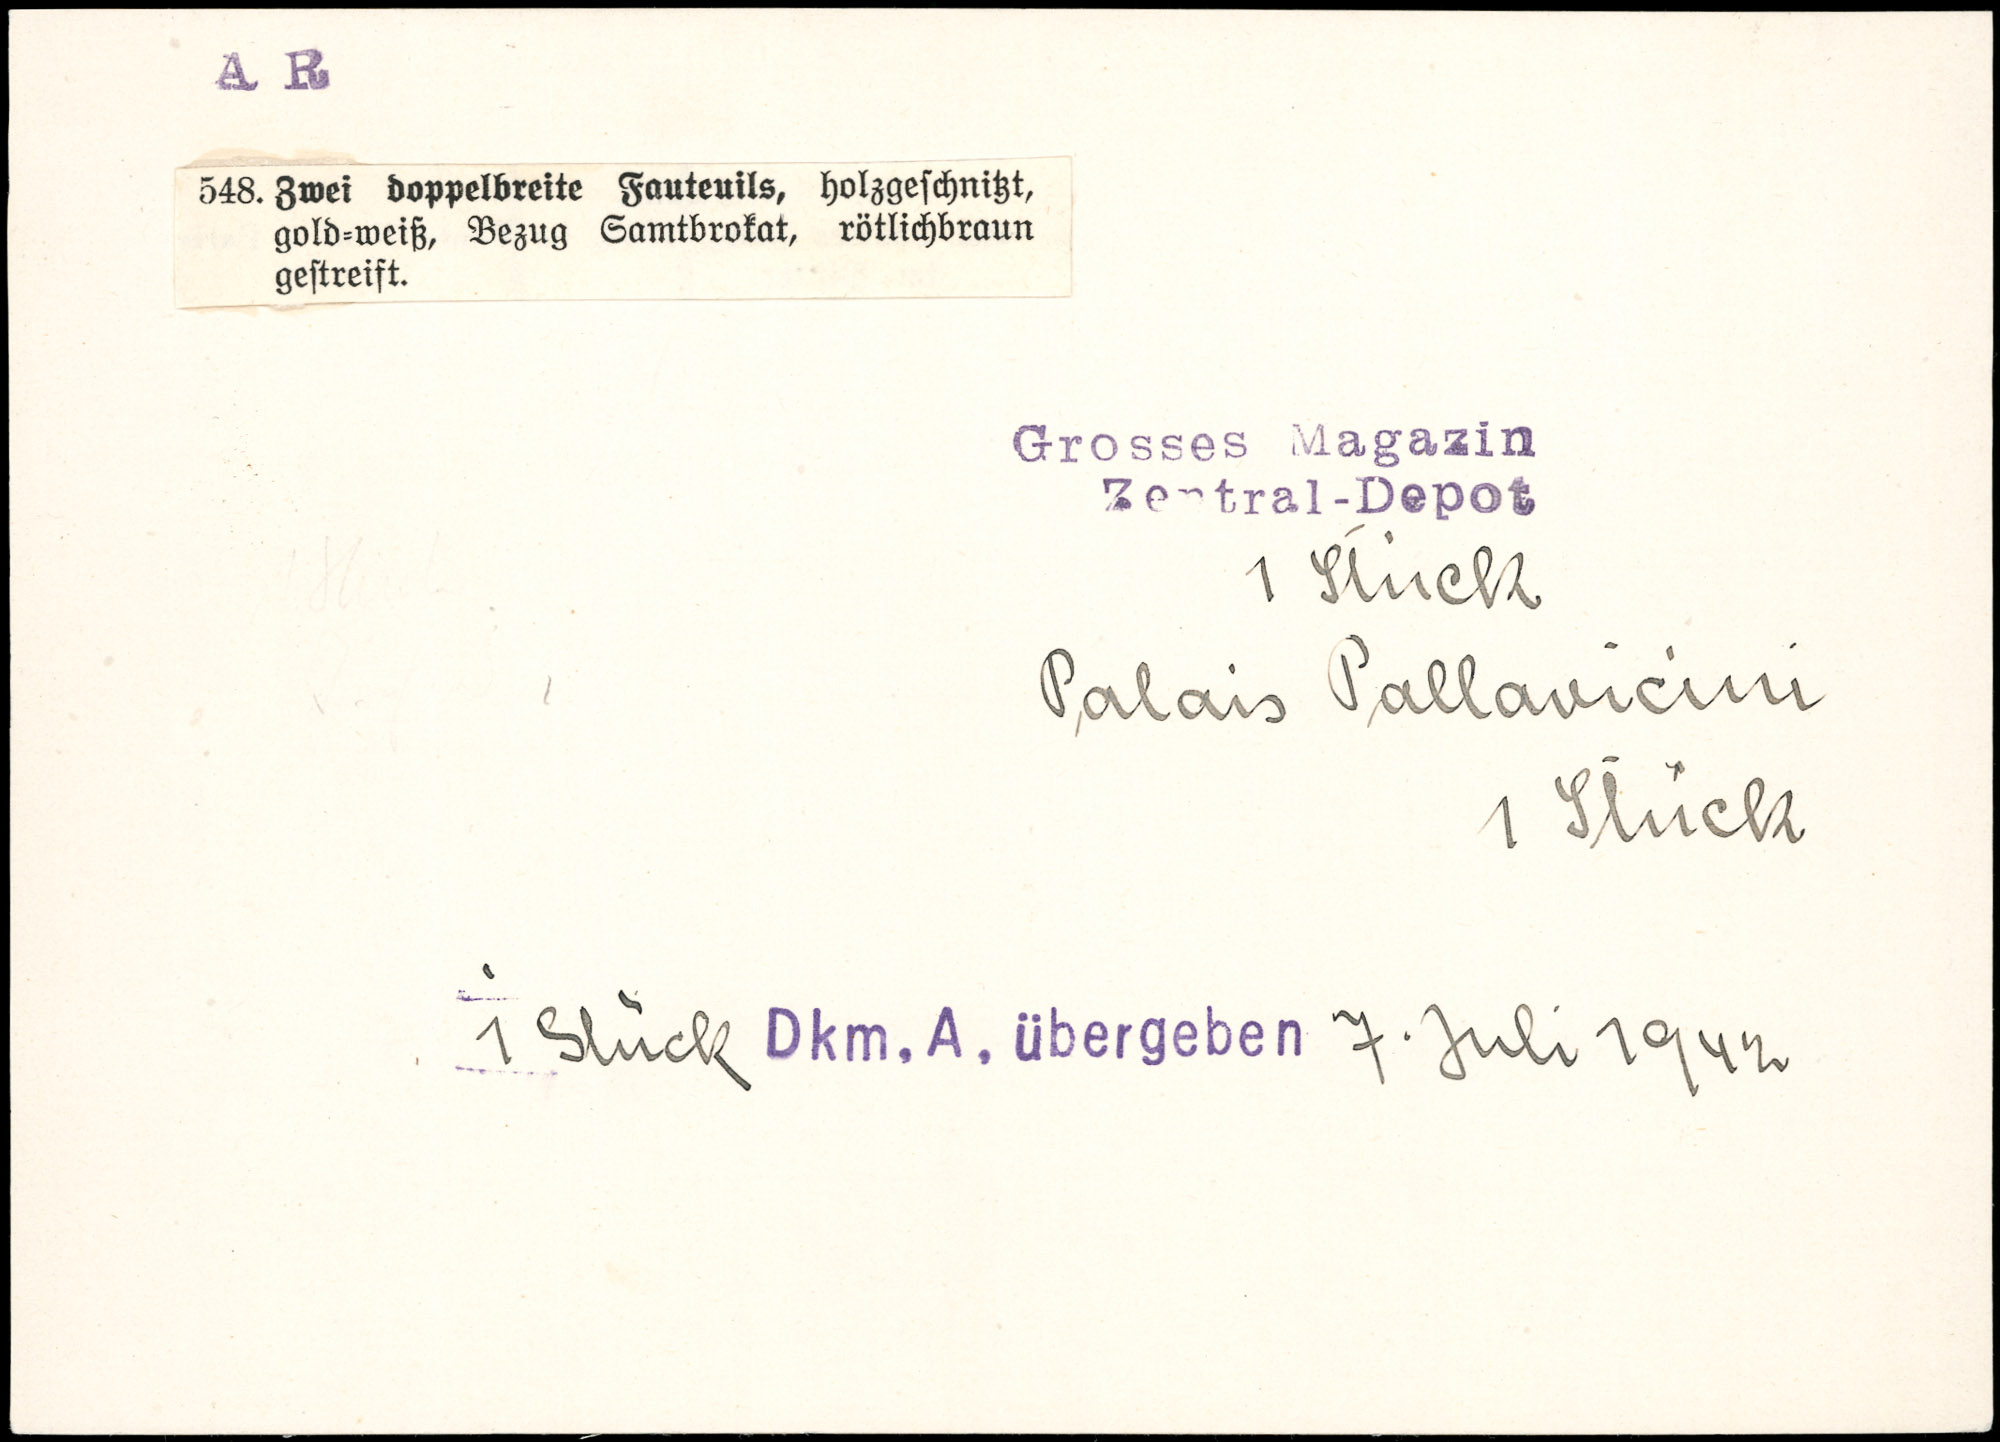 A R
548. Zwei doppelbreite Fauteuils, holzgeschnitzt,
gold-weiß, Bezug Samtbrokat, rötlichbraun
gestreift.
Grosses Magazin
Zentral-Depot
1 Stück
Palais Pallavicini
1 Stück
1 Stück Dkm. A. übergeben 7. Juli 1942